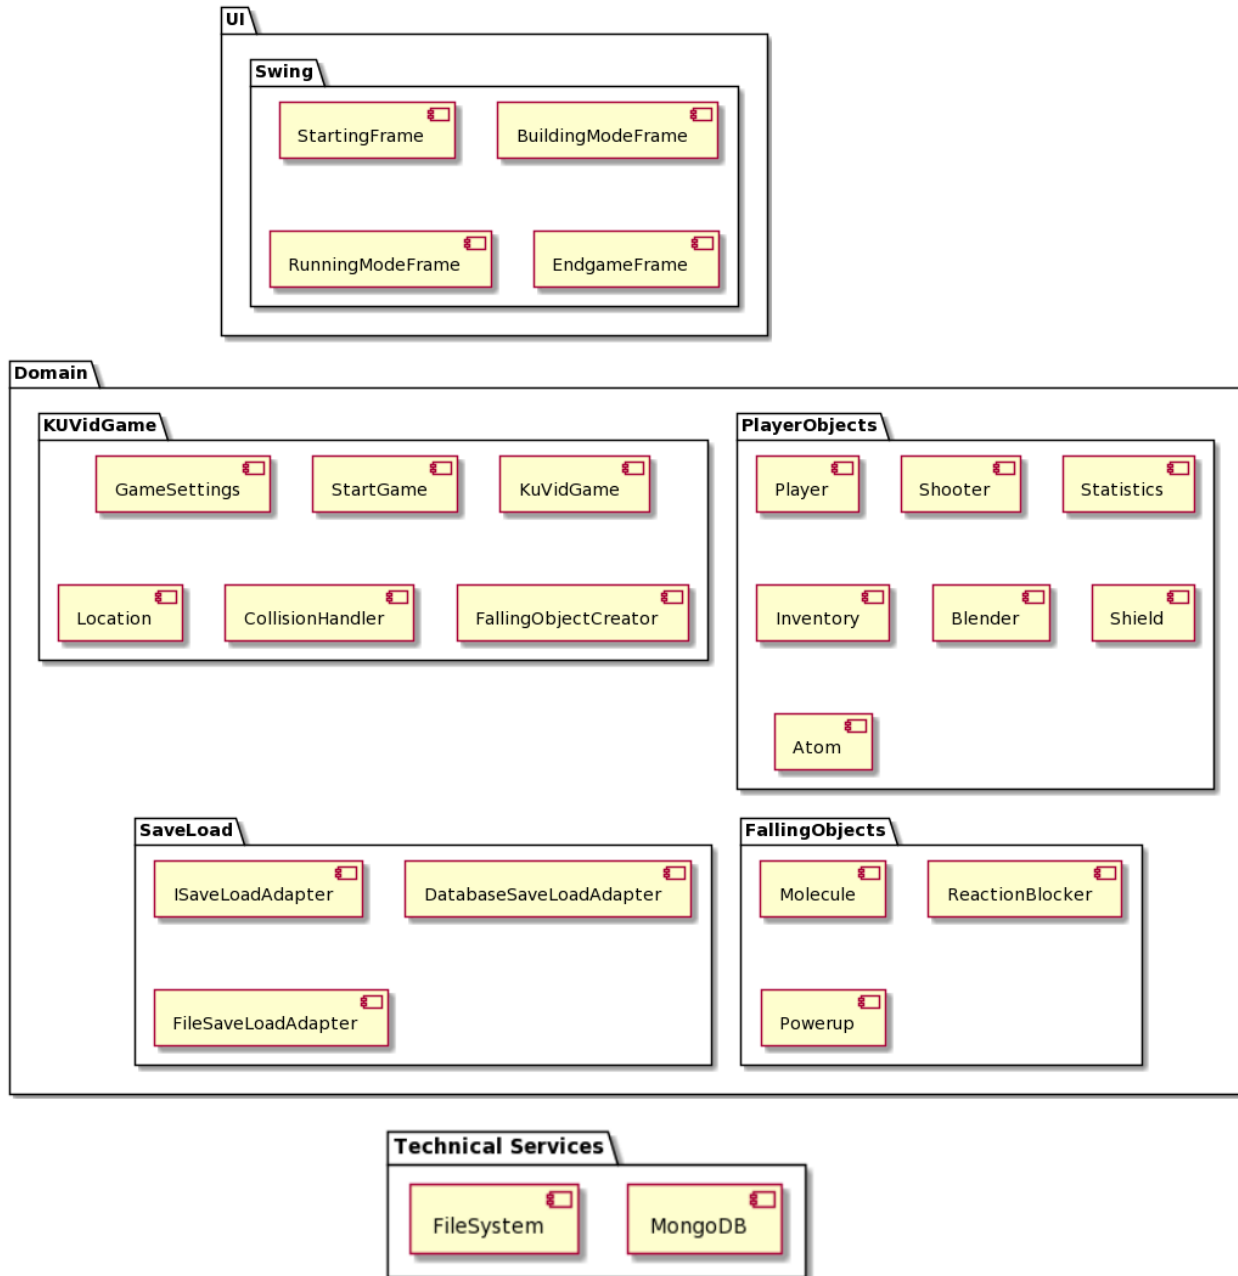 UI
Swing
StartingFrame
BuildingModeFrame
RunningModeFrame
EndgameFrame
Domain
KUVidGame
GameSettings
StartGame
KuVidGame
Location
CollisionHandler
FallingObjectCreator
PlayerObjects
Player
Shooter
Statistics
Inventory
Blender
Shield
Atom
SaveLoad
ISaveLoadAdapter
DatabaseSaveLoadAdapter
FileSaveLoadAdapter
FallingObjects
Molecule
ReactionBlocker
Powerup
Technical Services
FileSystem
MongoDB